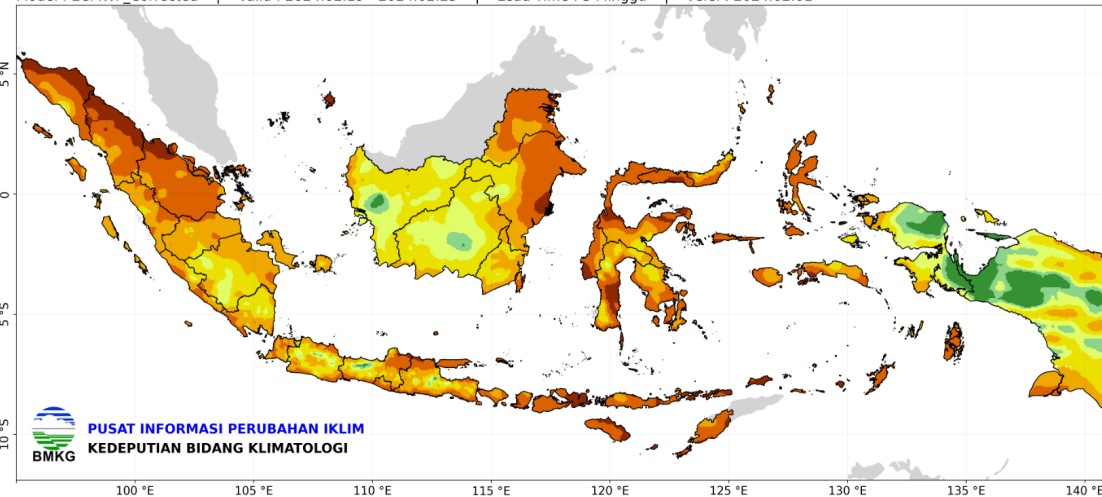 5 °N
0
5 °S
10 °S
BMKG
PUSAT INFORMASI PERUBAHAN IKLIM
KEDEPUTIAN BIDANG KLIMATOLOGI
100 °E
105 °E
110 °E
115 °E
120 °E
125 °E
130 °E
135 °E
140 °E